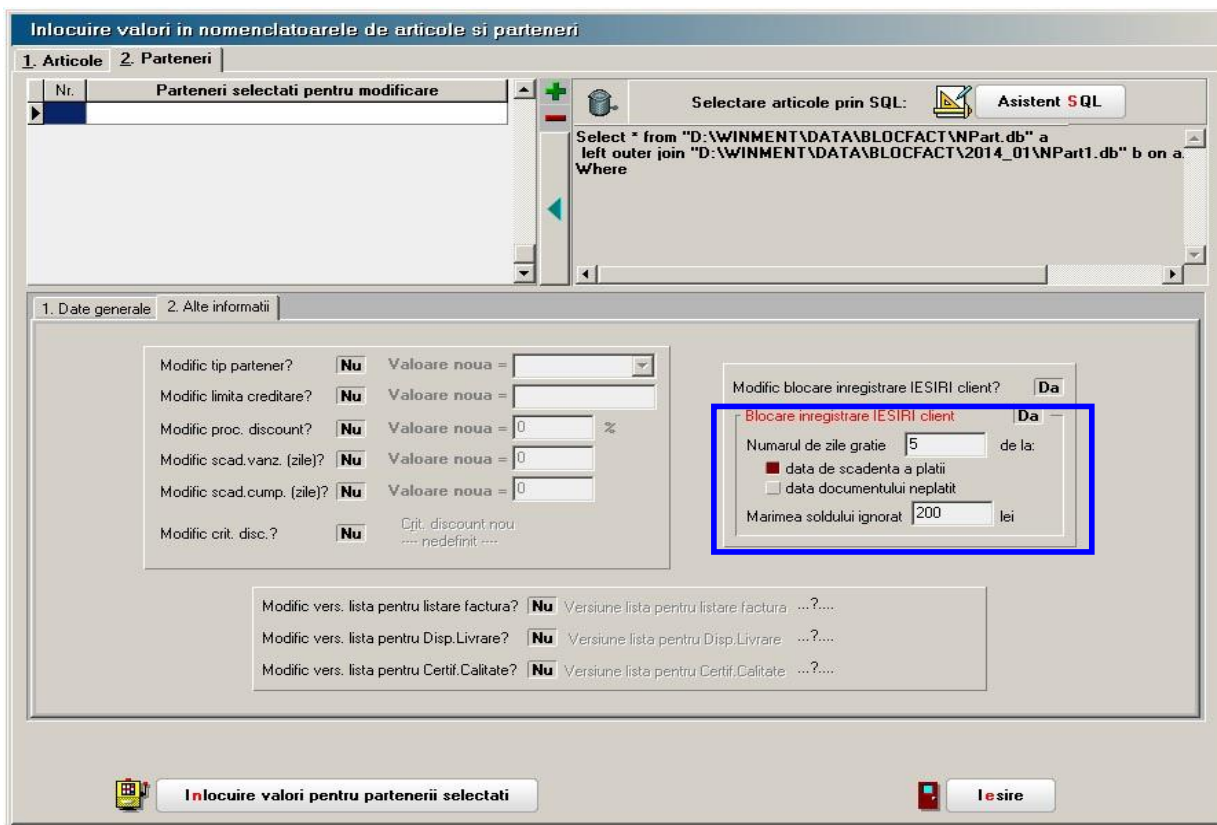 Inlocuire valori in nomenclatoarele de articole si parteneri
1. Articole 2. Parteneri
Nr. Parteneri selectati pentru modificare
Selectare articole prin SQL: Asistent SQL
Select * from "D:\WINMENT\DATA\BLOCFACT\NPart.db" a
left outer join "D:\WINMENT\DATA\BLOCFACT\2014_01\NPart1.db" b on a.
Where
1. Date generale 2. Alte informatii
Modific tip partener? Nu Valoare noua =
Modific limita creditare? Nu Valoare noua =
Modific proc. discount? Nu Valoare noua = 0 %
Modific scad.vanz. (zile)? Nu Valoare noua = 0
Modific scad.cump. (zile)? Nu Valoare noua = 0
Modific crit. disc.? Nu Crit. discount nou
---- nedefinit ----
Modific blocare inregistrare IESIRI client? Da
Blocare inregistrare IESIRI client Da
Numarul de zile gratie 5 de la:
data de scadenta a platii
data documentului neplatit
Marimea soldului ignorat 200 lei
Modific vers. lista pentru listare factura? Nu Versiune lista pentru listare factura ...?....
Modific vers. lista pentru Disp.Livrare? Nu Versiune lista pentru Disp.Livrare ...?....
Modific vers. lista pentru Certif.Calitate? Nu Versiune lista pentru Certif.Calitate ...?....
Inlocuire valori pentru partenerii selectati
Iesire